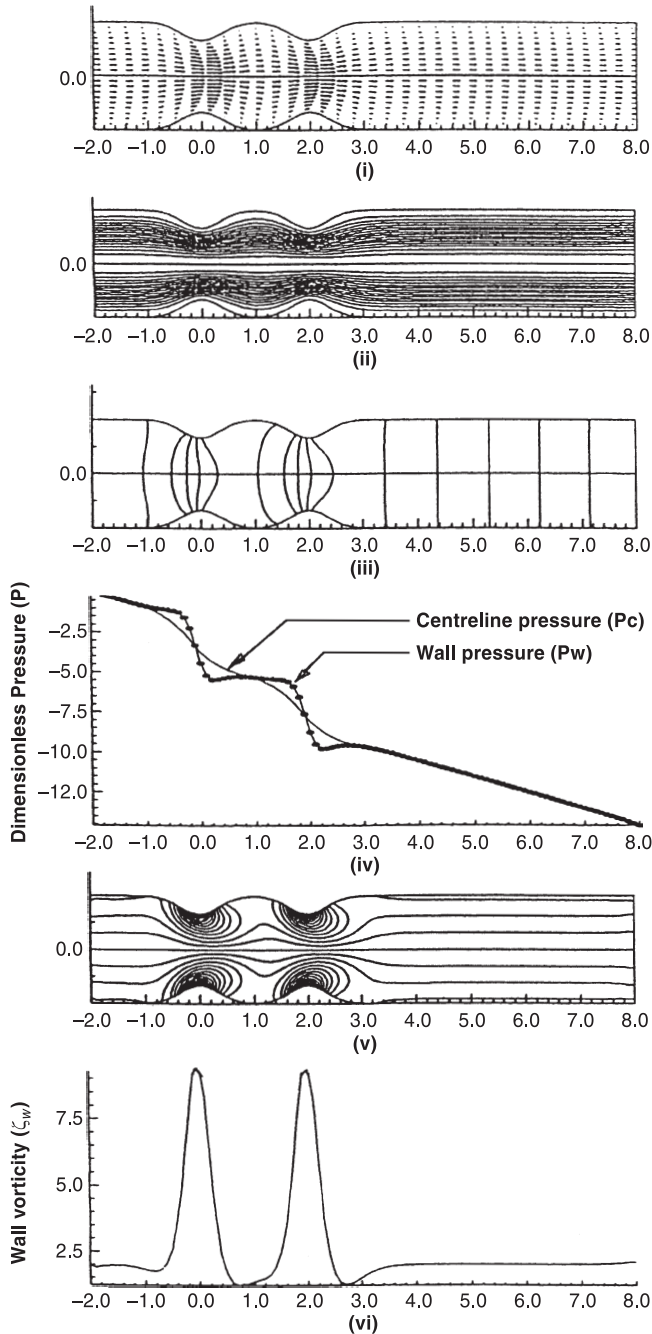 0.0
−2.0 −1.0 0.0 1.0 2.0 3.0 4.0 5.0 6.0 7.0 8.0
(i)
0.0
−2.0 −1.0 0.0 1.0 2.0 3.0 4.0 5.0 6.0 7.0 8.0
(ii)
0.0
−2.0 −1.0 0.0 1.0 2.0 3.0 4.0 5.0 6.0 7.0 8.0
(iii)
Dimensionless Pressure (P)
−2.5
−5.0
−7.5
−10.0
−12.0
Centreline pressure (Pc)
Wall pressure (Pw)
−2.0 −1.0 0.0 1.0 2.0 3.0 4.0 5.0 6.0 7.0 8.0
(iv)
0.0
−2.0 −1.0 0.0 1.0 2.0 3.0 4.0 5.0 6.0 7.0 8.0
(v)
Wall vorticity (ζw)
7.5
5.0
2.5
−2.0 −1.0 0.0 1.0 2.0 3.0 4.0 5.0 6.0 7.0 8.0
(vi)